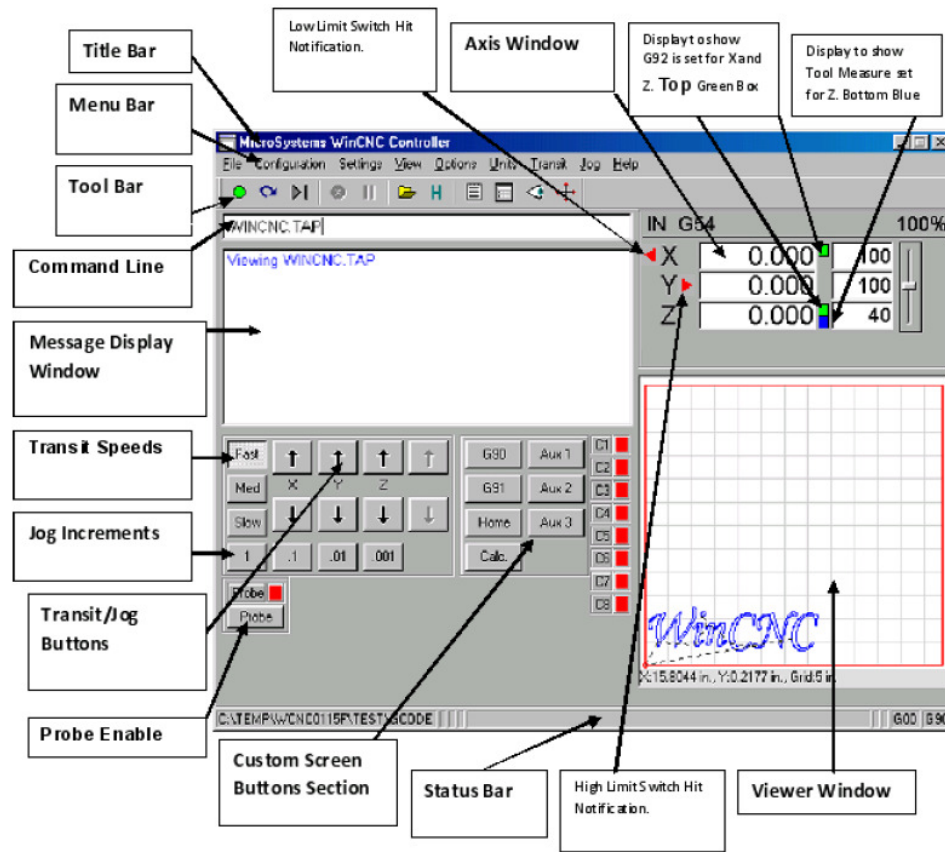 Low Limit Switch Hit
Notification.
Axis Window
Display to show
G92 is set for X and
Z. Top Green Box
Display to show
Tool Measure set
for Z. Bottom Blue
Title Bar
Menu Bar
Tool Bar
Command Line
Message Display
Window
Transit Speeds
Jog Increments
Transit/Jog
Buttons
Probe Enable
MicroSystems WinCNC Controller
File Configuration Settings View Options Units Transit Jog Help
H
WINCNC.TAP
Viewing WINCNC.TAP
IN G54 100%
X 0.000 100
Y 0.000 100
Z 0.000 40
Fast
X Y Z
Med
Slow
1 .1 .01 .001
Probe
Probe
G90 Aux 1
G91 Aux 2
Home Aux 3
Calc.
C1
C2
C3
C4
C5
C6
C7
C8
WinCNC
X:15.8044 in., Y:0.2177 in., Grid:5 in
C:\TEMP\WCNC0115F\TEST\GCODE G00 G90
Custom Screen
Buttons Section
Status Bar
High Limit Switch Hit
Notification.
Viewer Window